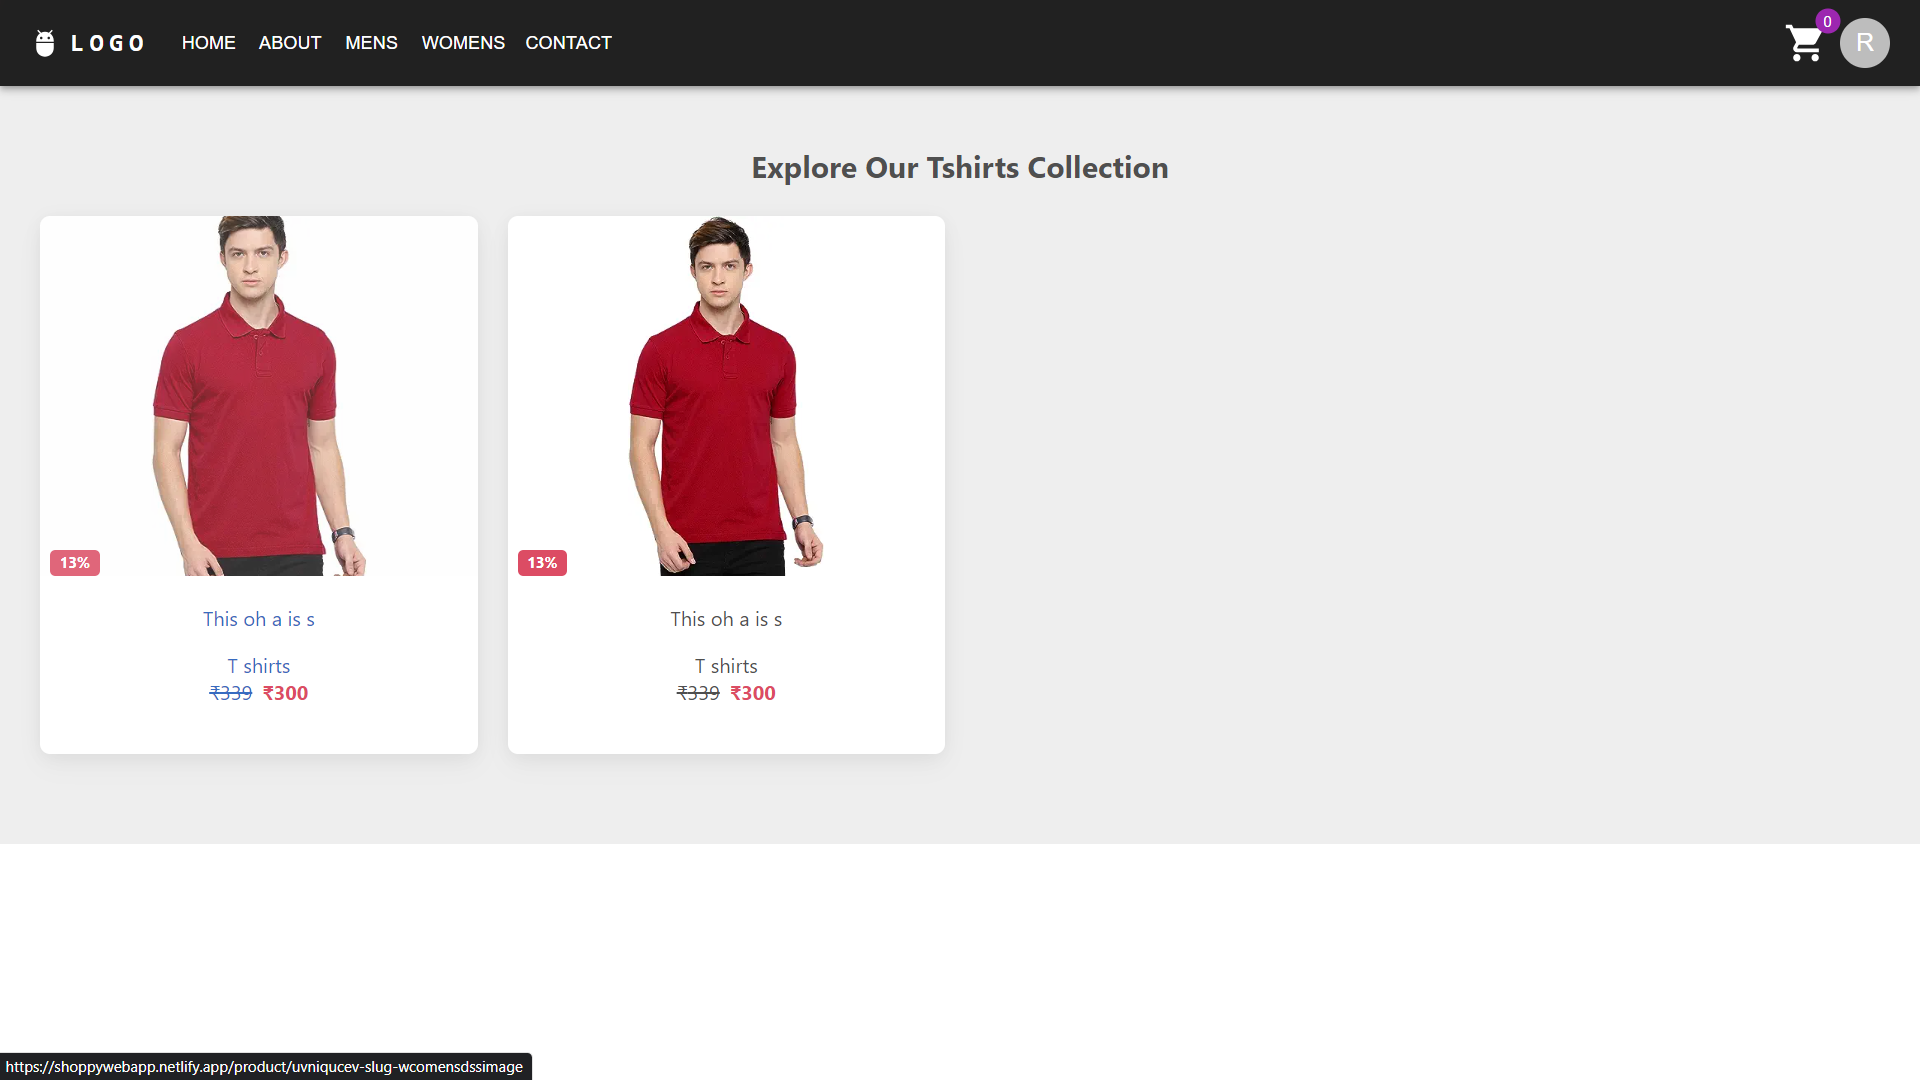 LOGO HOME ABOUT MENS WOMENS CONTACT 0 R
Explore Our Tshirts Collection
13%
This oh a is s
T shirts
₹339 ₹300
13%
This oh a is s
T shirts
₹339 ₹300
https://shoppywebapp.netlify.app/product/uvniqucev-slug-wcomensdssimage